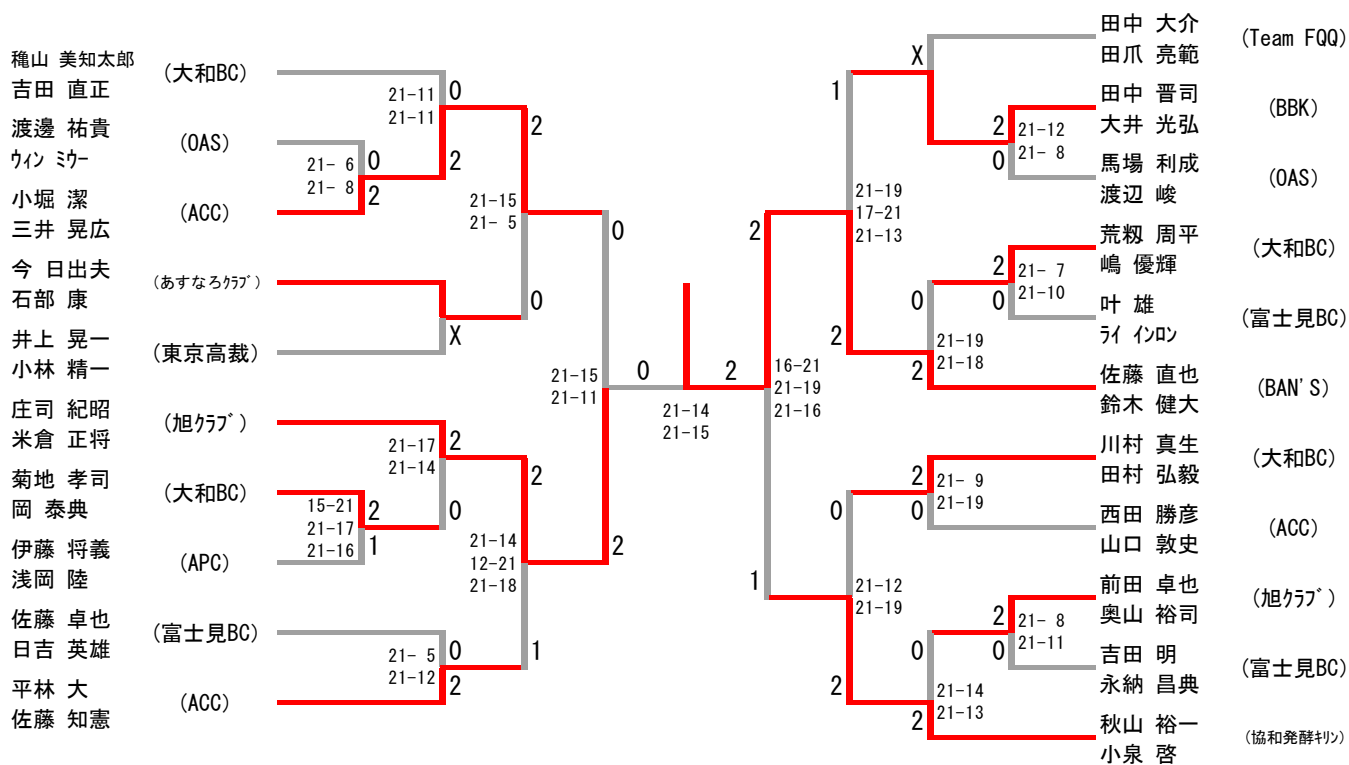 穐山 美知太郎
吉田 直正
(大和BC)
渡邊 祐貴
ウィン ミウー
(OAS)
小堀 潔
三井 晃広
(ACC)
今 日出夫
石部 康
(あすなろクラブ)
井上 晃一
小林 精一
(東京高裁)
庄司 紀昭
米倉 正将
(旭クラブ)
菊地 孝司
岡 泰典
(大和BC)
伊藤 将義
浅岡 陸
(APC)
佐藤 卓也
日吉 英雄
(富士見BC)
平林 大
佐藤 知憲
(ACC)
21- 6
21- 8
0
2
15-21
21-17
21-16
2
1
21-11
21-11
0
2
X
21-17
21-14
2
0
21- 5
21-12
0
2
21-15
21- 5
2
0
21-14
12-21
21-18
2
1
21-15
21-11
0
2
0
2
21-14
21-15
16-21
21-19
21-16
2
1
21-19
17-21
21-13
1
2
21-12
21-19
0
2
X
21-19
21-18
0
2
21- 9
21-19
2
0
21-14
21-13
0
2
21-12
21- 8
2
0
21- 7
21-10
2
0
21- 8
21-11
2
0
田中 大介
田爪 亮範
(Team FQQ)
田中 晋司
大井 光弘
(BBK)
馬場 利成
渡辺 峻
(OAS)
荒籾 周平
嶋 優輝
(大和BC)
叶 雄
ライ インロン
(富士見BC)
佐藤 直也
鈴木 健大
(BAN'S)
川村 真生
田村 弘毅
(大和BC)
西田 勝彦
山口 敦史
(ACC)
前田 卓也
奥山 裕司
(旭クラブ)
吉田 明
永納 昌典
(富士見BC)
秋山 裕一
小泉 啓
(協和発酵キリン)